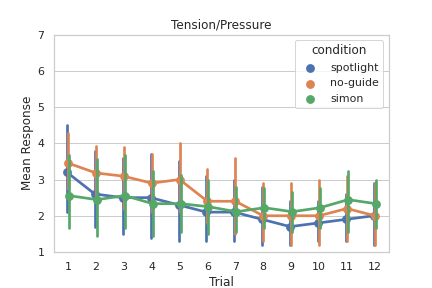 Tension/Pressure
Mean Response
7
6
5
4
3
2
1
condition
spotlight
no-guide
simon
1 2 3 4 5 6 7 8 9 10 11 12
Trial